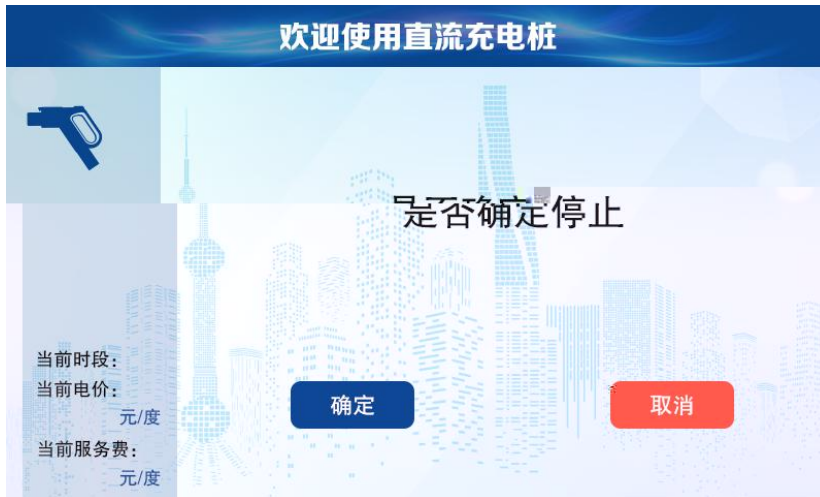 欢迎使用直流充电桩
是否确定停止
当前时段：
当前电价：
元/度
当前服务费：
元/度
确定
取消